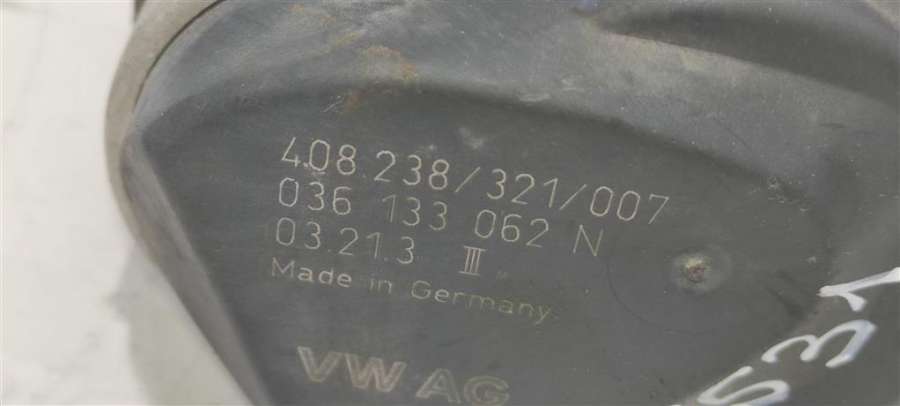 408 238/321/007
036 133 062 N
03.21.3 III
Made in Germany
VW AG